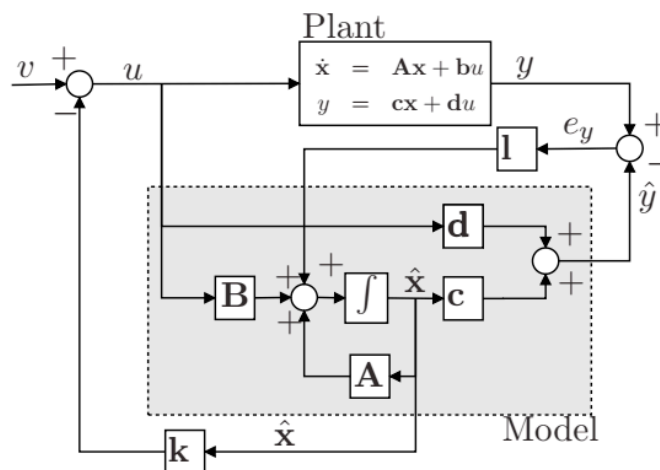 Plant
ẋ = Ax + bu
y = cx + du
v
+
−
u
y
+
−
l
e_y
ŷ
d
+
+
B
+
+
+
∫
x̂
c
A
Model
k
x̂